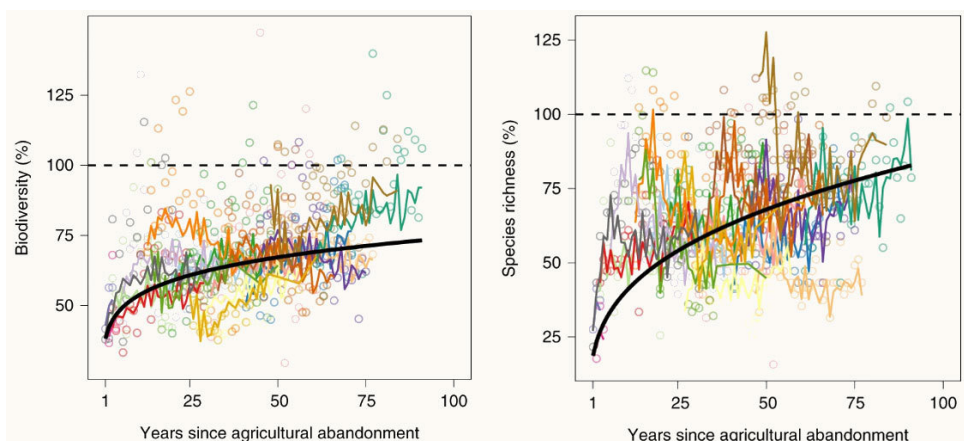 Biodiversity (%)
125
100
75
50
1 25 50 75 100
Years since agricultural abandonment
Species richness (%)
125
100
75
50
25
1 25 50 75 100
Years since agricultural abandonment